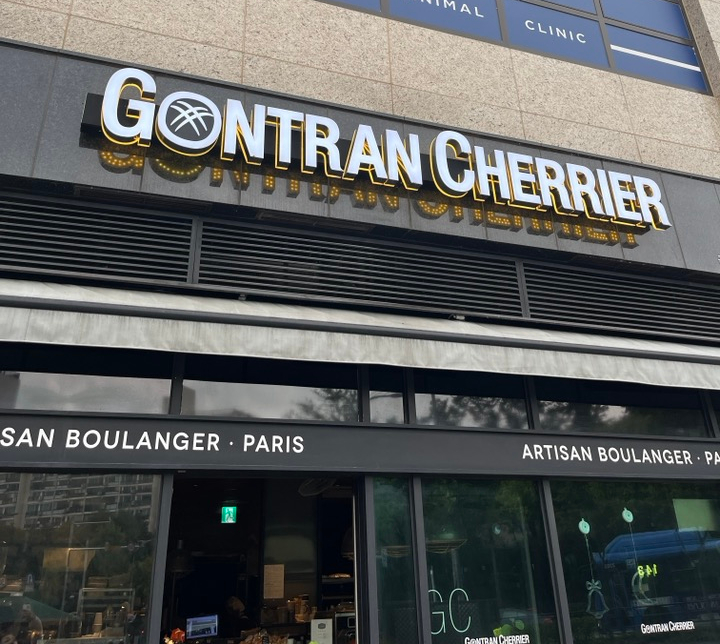 NIMAL
CLINIC
GONTRAN CHERRIER
SAN BOULANGER · PARIS
ARTISAN BOULANGER · PA
GC
GONTRAN CHERRIER
GONTRAN CHERRIER